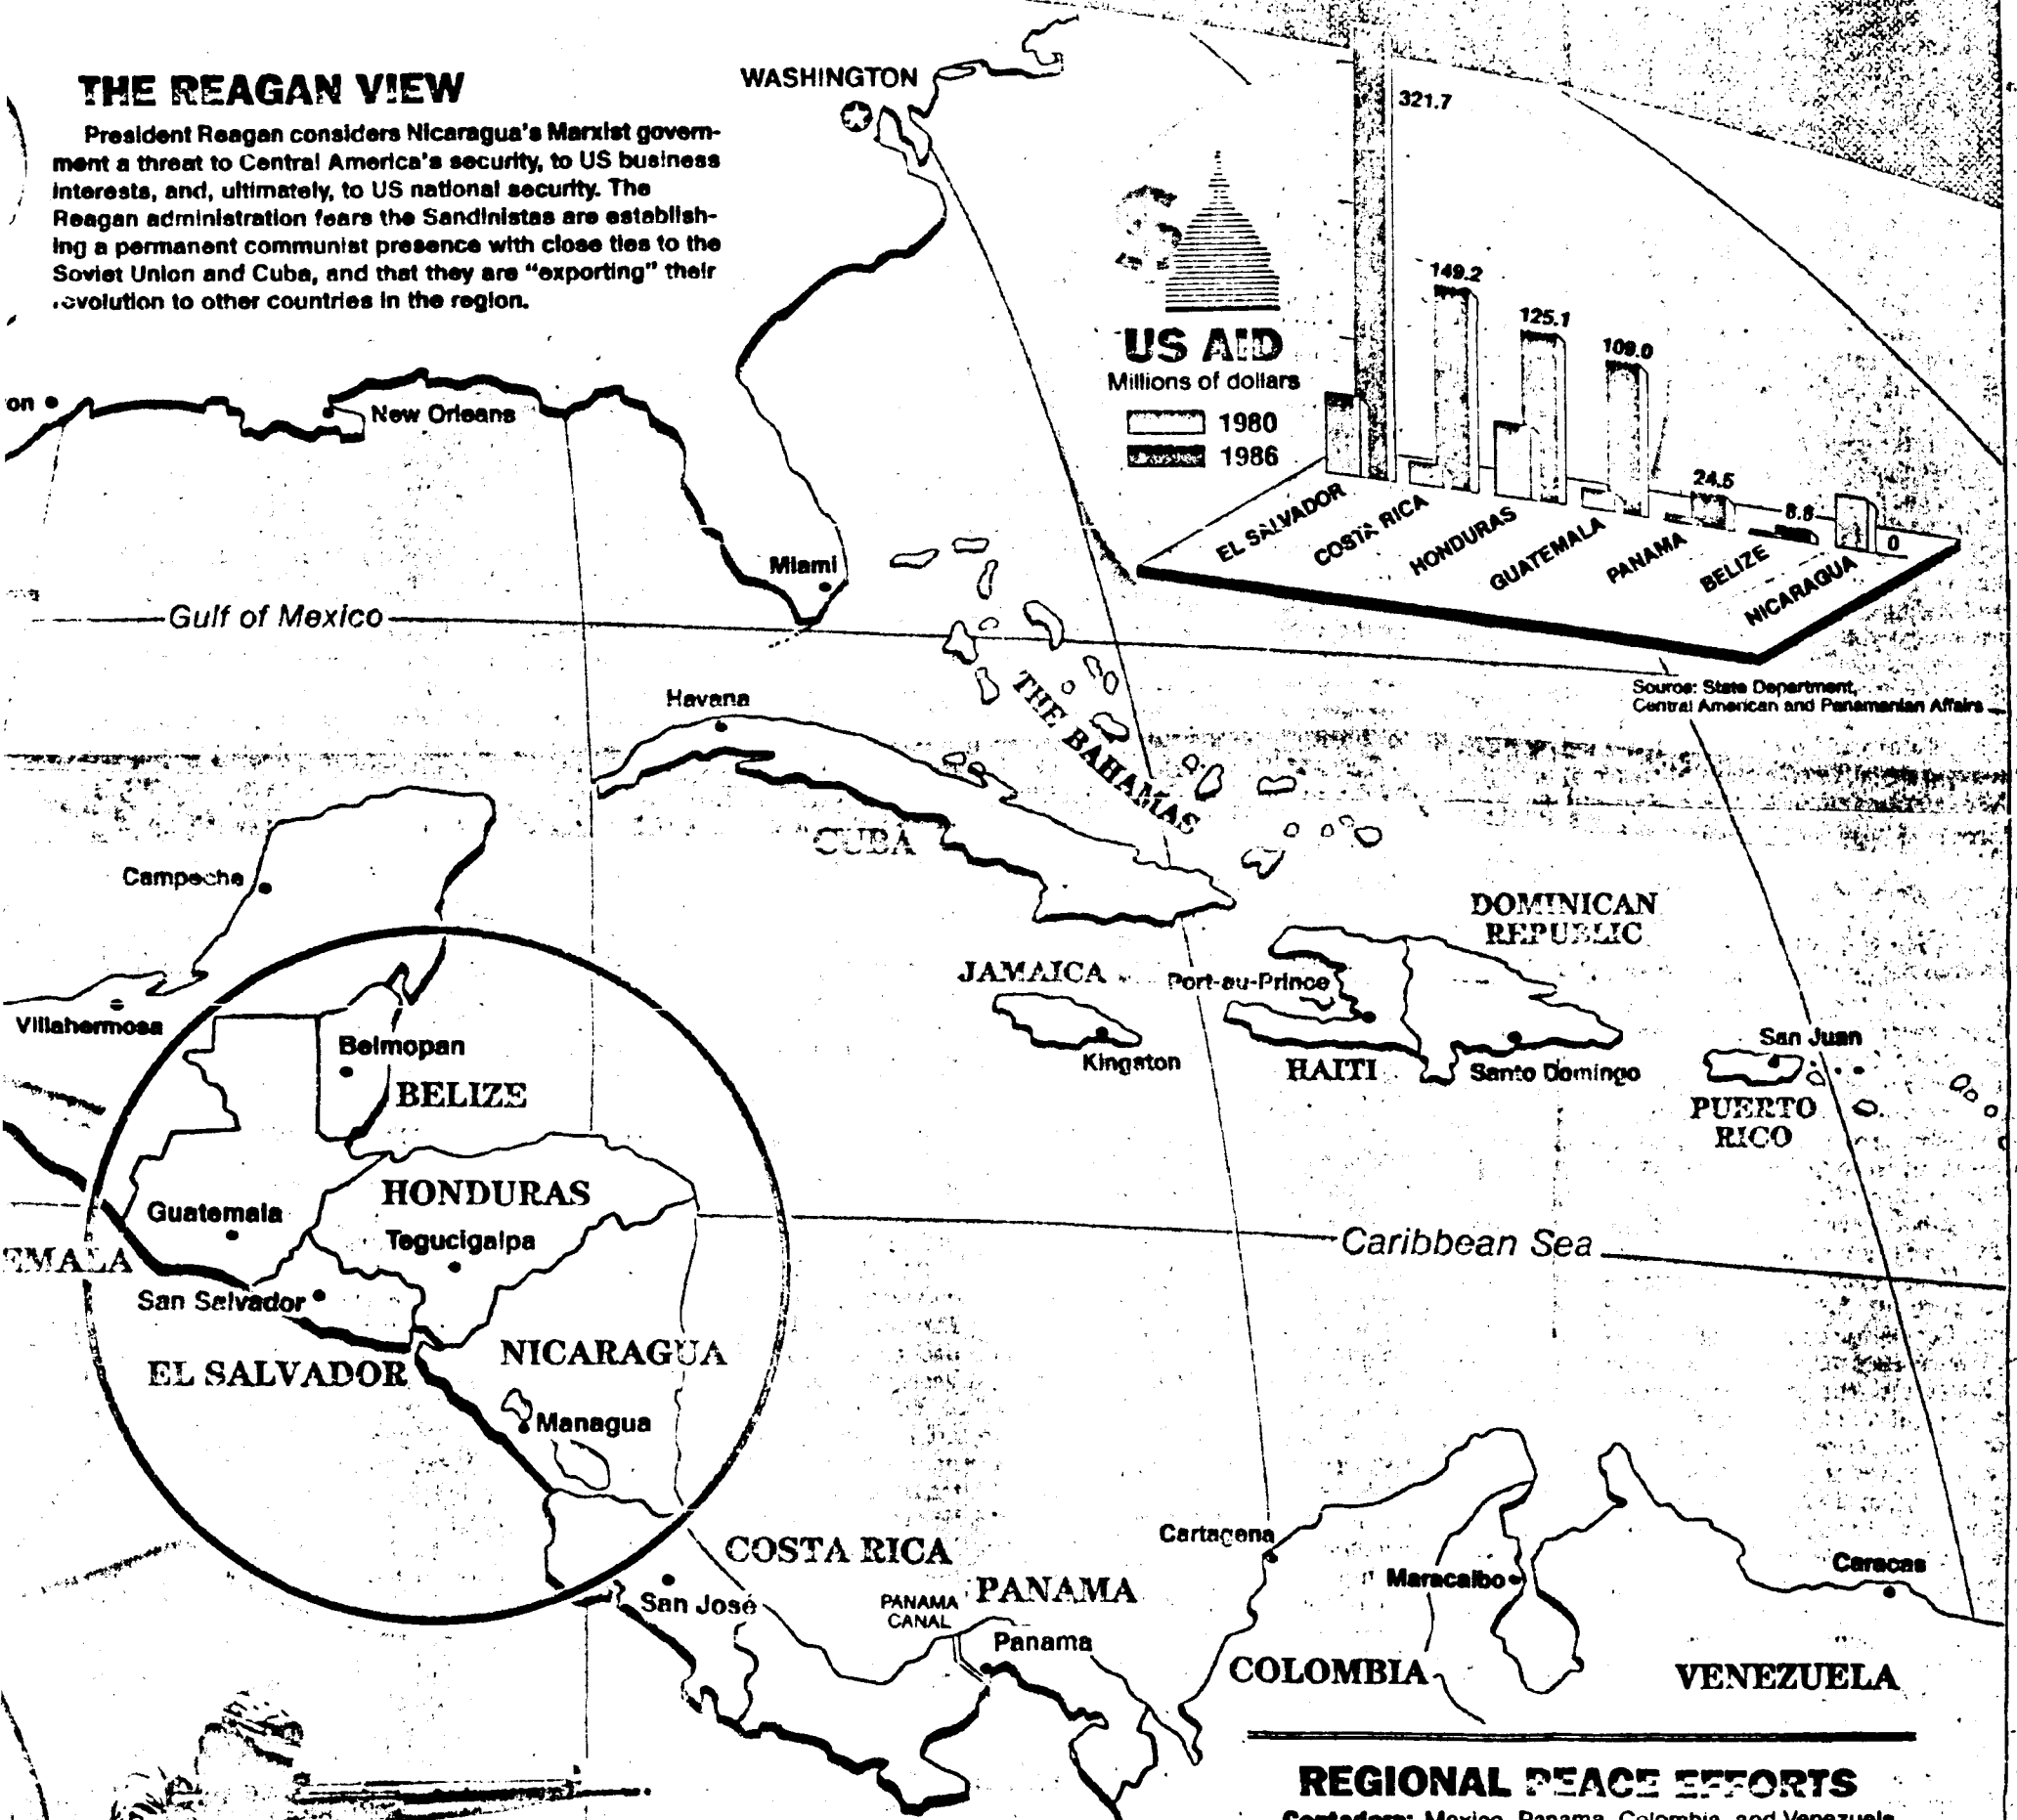 THE REAGAN VIEW
President Reagan considers Nicaragua's Marxist govern-
ment a threat to Central America's security, to US business
interests, and, ultimately, to US national security. The
Reagan administration fears the Sandinistas are establish-
ing a permanent communist presence with close ties to the
Soviet Union and Cuba, and that they are "exporting" their
revolution to other countries in the region.
WASHINGTON
321.7
149.2
125.1
109.0
24.5
8.8
0
US AID
Millions of dollars
1980
1986
EL SALVADOR
COSTA RICA
HONDURAS
GUATEMALA
PANAMA
BELIZE
NICARAGUA
Source: State Department,
Central American and Panamanian Affairs
on
New Orleans
Miami
Gulf of Mexico
Havana
THE BAHAMAS
CUBA
Campeche
DOMINICAN
REPUBLIC
JAMAICA
Port-au-Prince
Villahermosa
Belmopan
BELIZE
Kingston
HAITI
Santo Domingo
San Juan
PUERTO
RICO
HONDURAS
Guatemala
Tegucigalpa
Caribbean Sea
EMALA
San Salvador
EL SALVADOR
NICARAGUA
Managua
COSTA RICA
San José
PANAMA
CANAL
PANAMA
Panama
Cartagena
Maracaibo
Caracas
COLOMBIA
VENEZUELA
REGIONAL PEACE EFFORTS
Contadora: Mexico, Panama, Colombia, and Venezuela